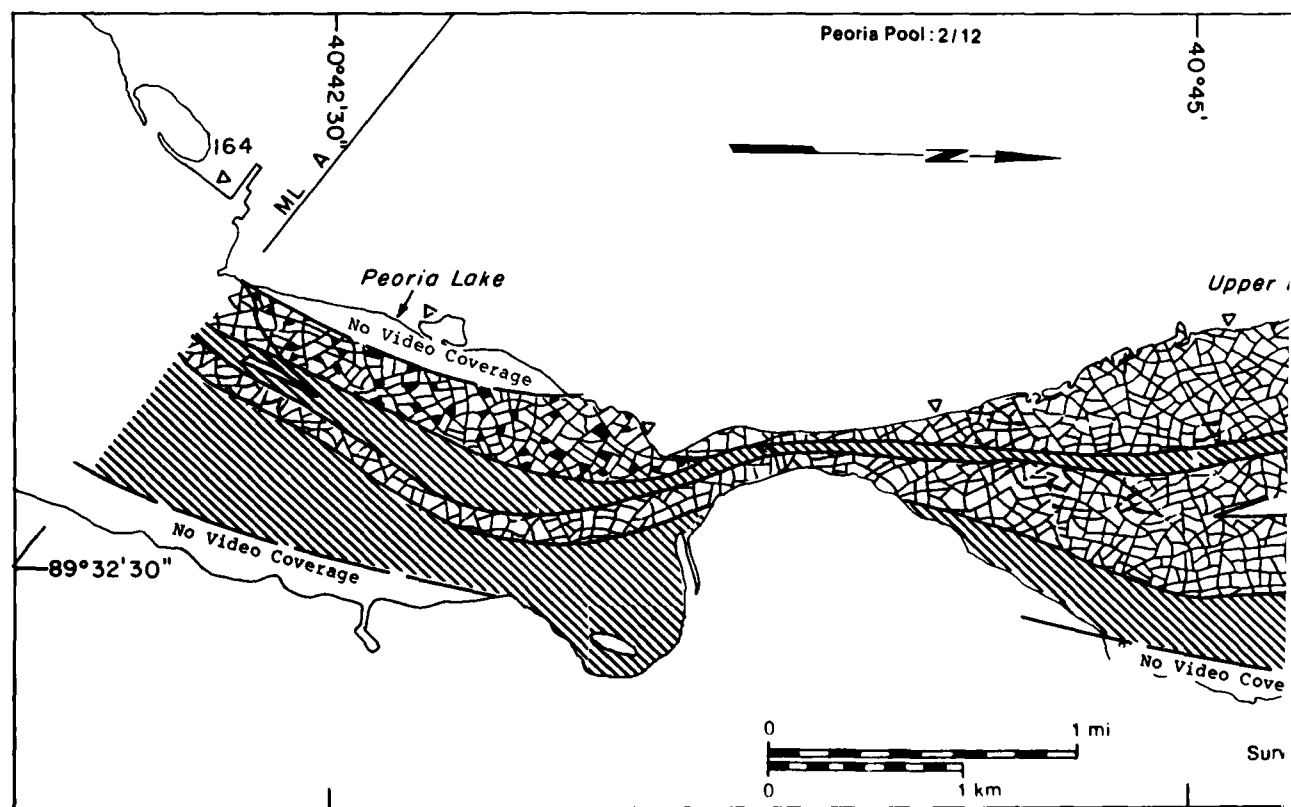 Peoria Pool: 2/12
40°42'30"
40°45'
164
ML A
N
Peoria Lake
No Video Coverage
Upper
89°32'30"
No Video Coverage
No Video Cove
0 1 mi
0 1 km